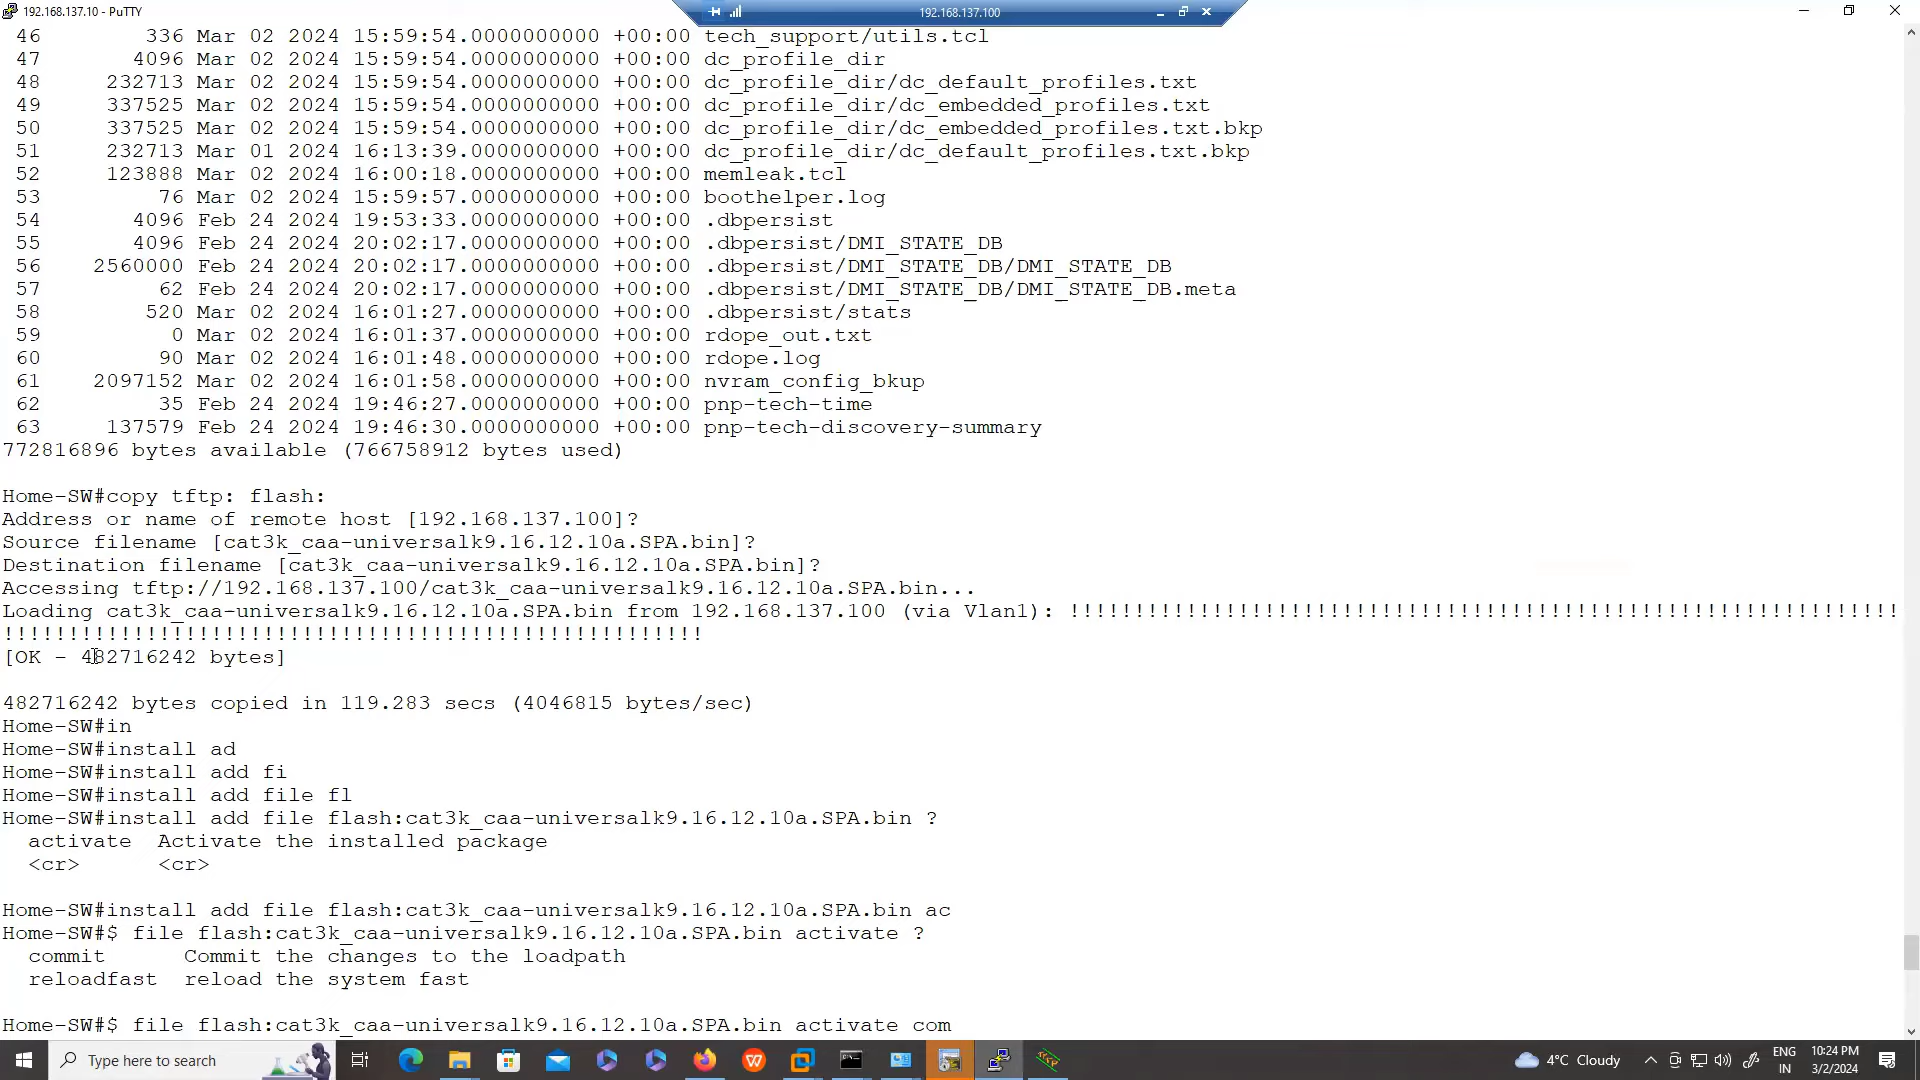 192.168.137.10 - PuTTY
192.168.137.100
46 336 Mar 02 2024 15:59:54.0000000000 +00:00 tech_support/utils.tcl
47 4096 Mar 02 2024 15:59:54.0000000000 +00:00 dc_profile_dir
48 232713 Mar 02 2024 15:59:54.0000000000 +00:00 dc_profile_dir/dc_default_profiles.txt
49 337525 Mar 02 2024 15:59:54.0000000000 +00:00 dc_profile_dir/dc_embedded_profiles.txt
50 337525 Mar 02 2024 15:59:54.0000000000 +00:00 dc_profile_dir/dc_embedded_profiles.txt.bkp
51 232713 Mar 01 2024 16:13:39.0000000000 +00:00 dc_profile_dir/dc_default_profiles.txt.bkp
52 123888 Mar 02 2024 16:00:18.0000000000 +00:00 memleak.tcl
53 76 Mar 02 2024 15:59:57.0000000000 +00:00 boothelper.log
54 4096 Feb 24 2024 19:53:33.0000000000 +00:00 .dbpersist
55 4096 Feb 24 2024 20:02:17.0000000000 +00:00 .dbpersist/DMI_STATE_DB
56 2560000 Feb 24 2024 20:02:17.0000000000 +00:00 .dbpersist/DMI_STATE_DB/DMI_STATE_DB
57 62 Feb 24 2024 20:02:17.0000000000 +00:00 .dbpersist/DMI_STATE_DB/DMI_STATE_DB.meta
58 520 Mar 02 2024 16:01:27.0000000000 +00:00 .dbpersist/stats
59 0 Mar 02 2024 16:01:37.0000000000 +00:00 rdope_out.txt
60 90 Mar 02 2024 16:01:48.0000000000 +00:00 rdope.log
61 2097152 Mar 02 2024 16:01:58.0000000000 +00:00 nvram_config_bkup
62 35 Feb 24 2024 19:46:27.0000000000 +00:00 pnp-tech-time
63 137579 Feb 24 2024 19:46:30.0000000000 +00:00 pnp-tech-discovery-summary
772816896 bytes available (766758912 bytes used)
Home-SW#copy tftp: flash:
Address or name of remote host [192.168.137.100]?
Source filename [cat3k_caa-universalk9.16.12.10a.SPA.bin]?
Destination filename [cat3k_caa-universalk9.16.12.10a.SPA.bin]?
Accessing tftp://192.168.137.100/cat3k_caa-universalk9.16.12.10a.SPA.bin...
Loading cat3k_caa-universalk9.16.12.10a.SPA.bin from 192.168.137.100 (via Vlan1): !!!!!!!!!!!!!!!!!!!!!!!!!!!!!!!!!!!!!!!!!!!!!!!!!!!!!!!!!!!!!!!!
!!!!!!!!!!!!!!!!!!!!!!!!!!!!!!!!!!!!!!!!!!!!!!!!!!!!!!
[OK - 482716242 bytes]
482716242 bytes copied in 119.283 secs (4046815 bytes/sec)
Home-SW#in
Home-SW#install ad
Home-SW#install add fi
Home-SW#install add file fl
Home-SW#install add file flash:cat3k_caa-universalk9.16.12.10a.SPA.bin ?
activate Activate the installed package
<cr> <cr>
Home-SW#install add file flash:cat3k_caa-universalk9.16.12.10a.SPA.bin ac
Home-SW#$ file flash:cat3k_caa-universalk9.16.12.10a.SPA.bin activate ?
commit Commit the changes to the loadpath
reloadfast reload the system fast
Home-SW#$ file flash:cat3k_caa-universalk9.16.12.10a.SPA.bin activate com
Type here to search
4°C Cloudy
ENG
IN
10:24 PM
3/2/2024